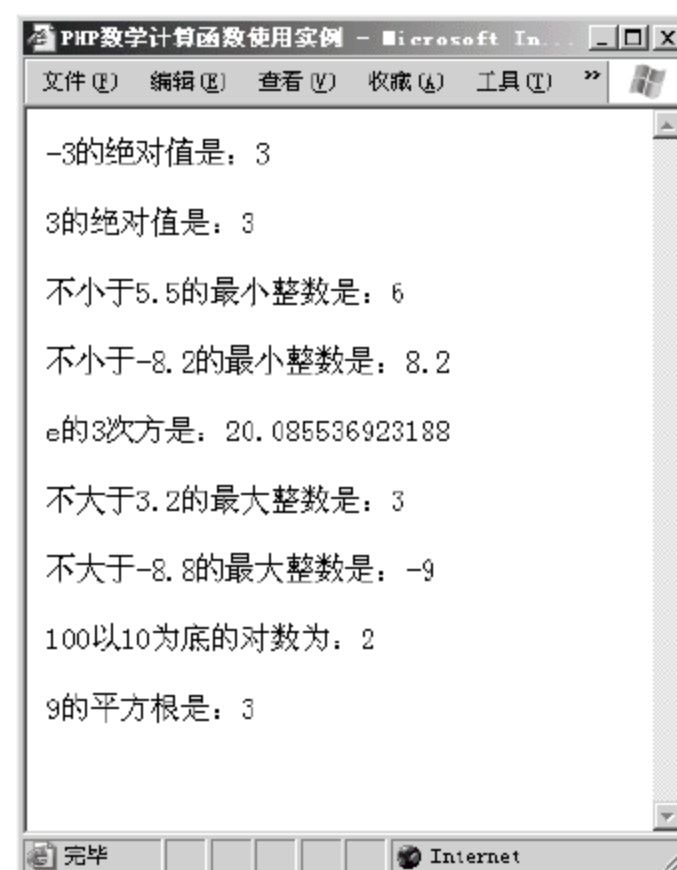 PHP数学计算函数使用实例 - Microsoft In...
文件(F) 编辑(E) 查看(V) 收藏(A) 工具(T) »
-3的绝对值是：3
3的绝对值是：3
不小于5.5的最小整数是：6
不小于-8.2的最小整数是：8.2
e的3次方是：20.085536923188
不大于3.2的最大整数是：3
不大于-8.8的最大整数是：-9
100以10为底的对数为：2
9的平方根是：3
完毕 Internet